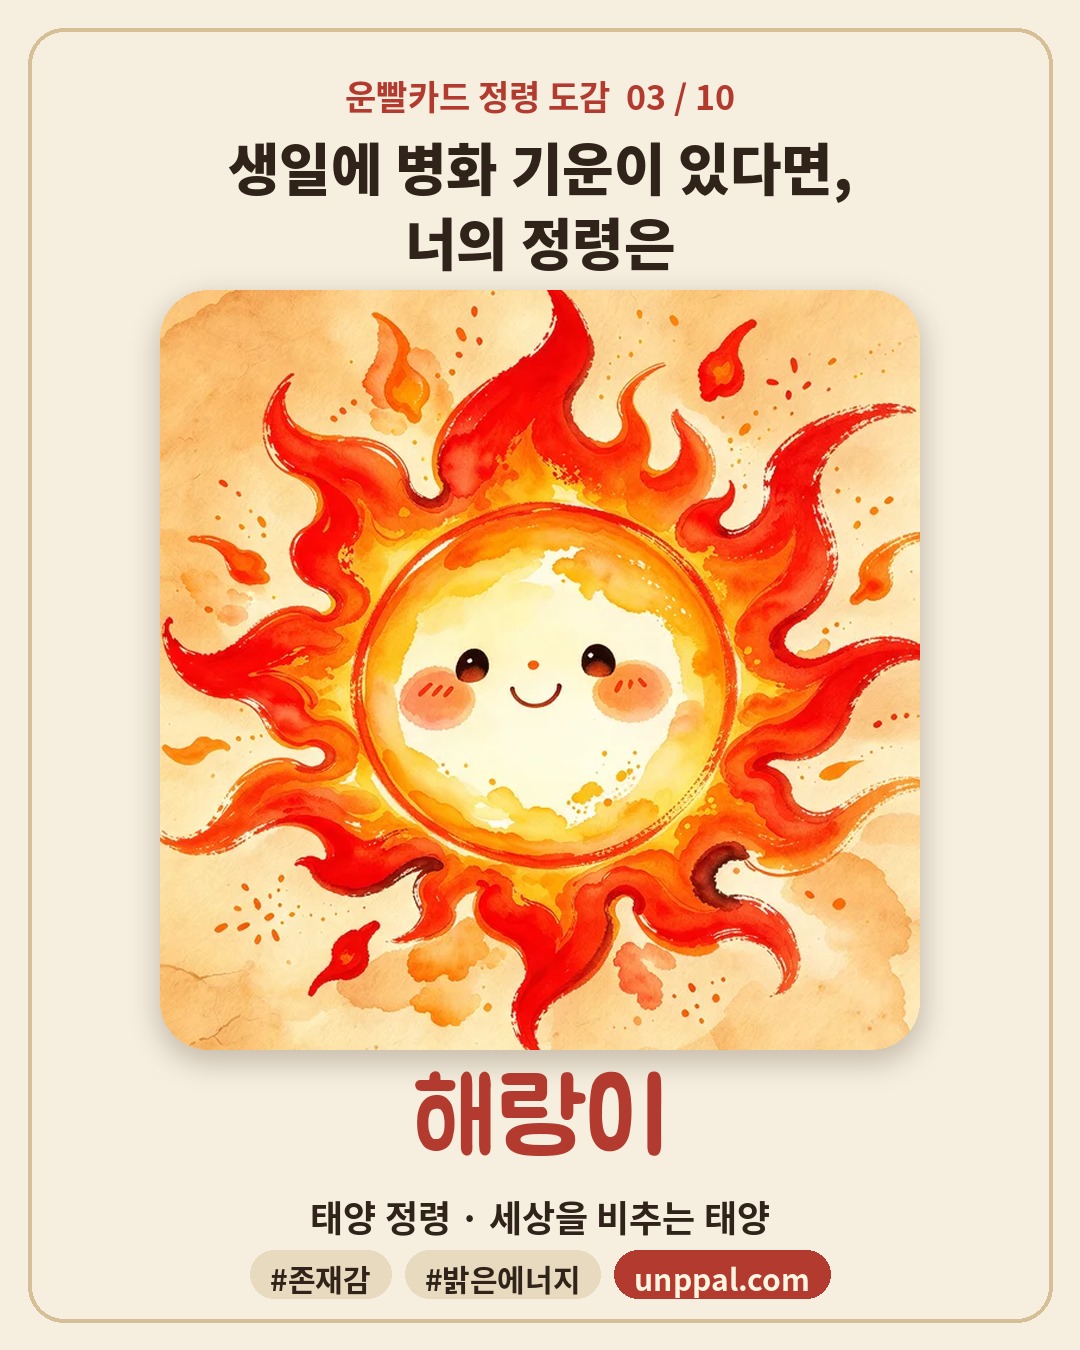 운빨카드 정령 도감 03 / 10
생일에 병화 기운이 있다면,
너의 정령은
해랑이
태양 정령 · 세상을 비추는 태양
#존재감 #밝은에너지 unppal.com